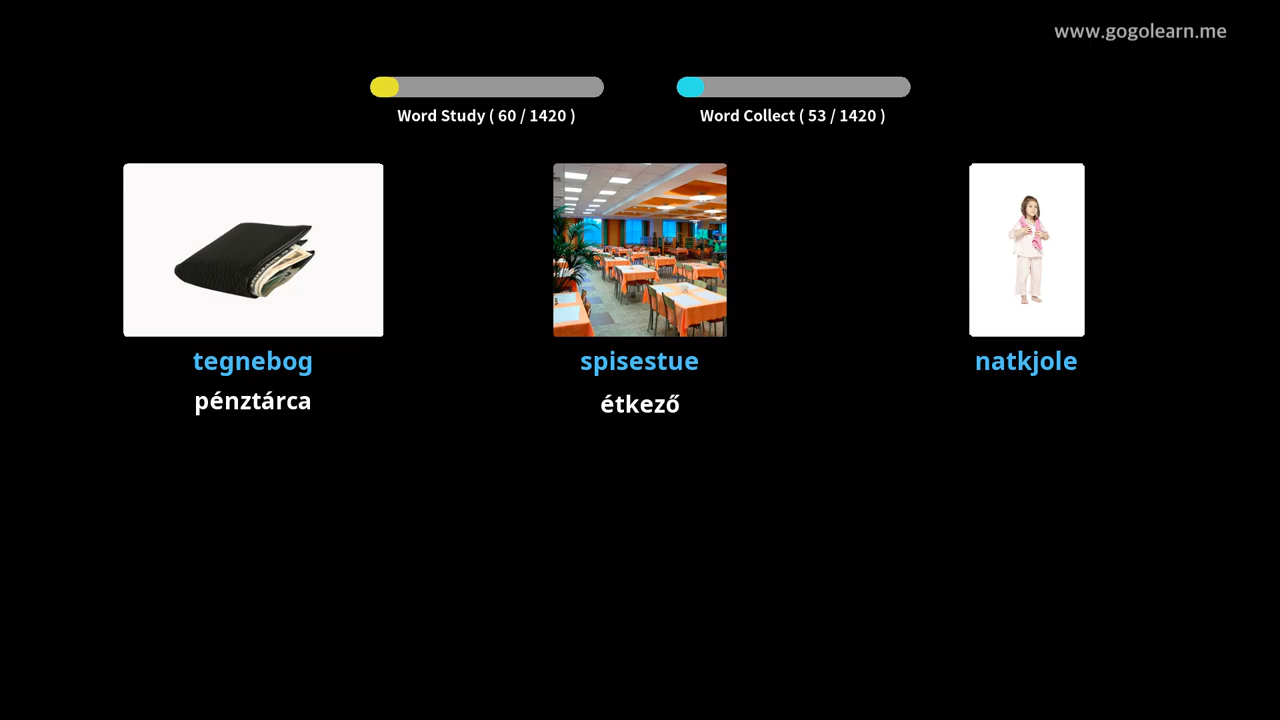 www.gogolearn.me
Word Study ( 60 / 1420 )
Word Collect ( 53 / 1420 )
tegnebog
pénztárca
spisestue
étkező
natkjole